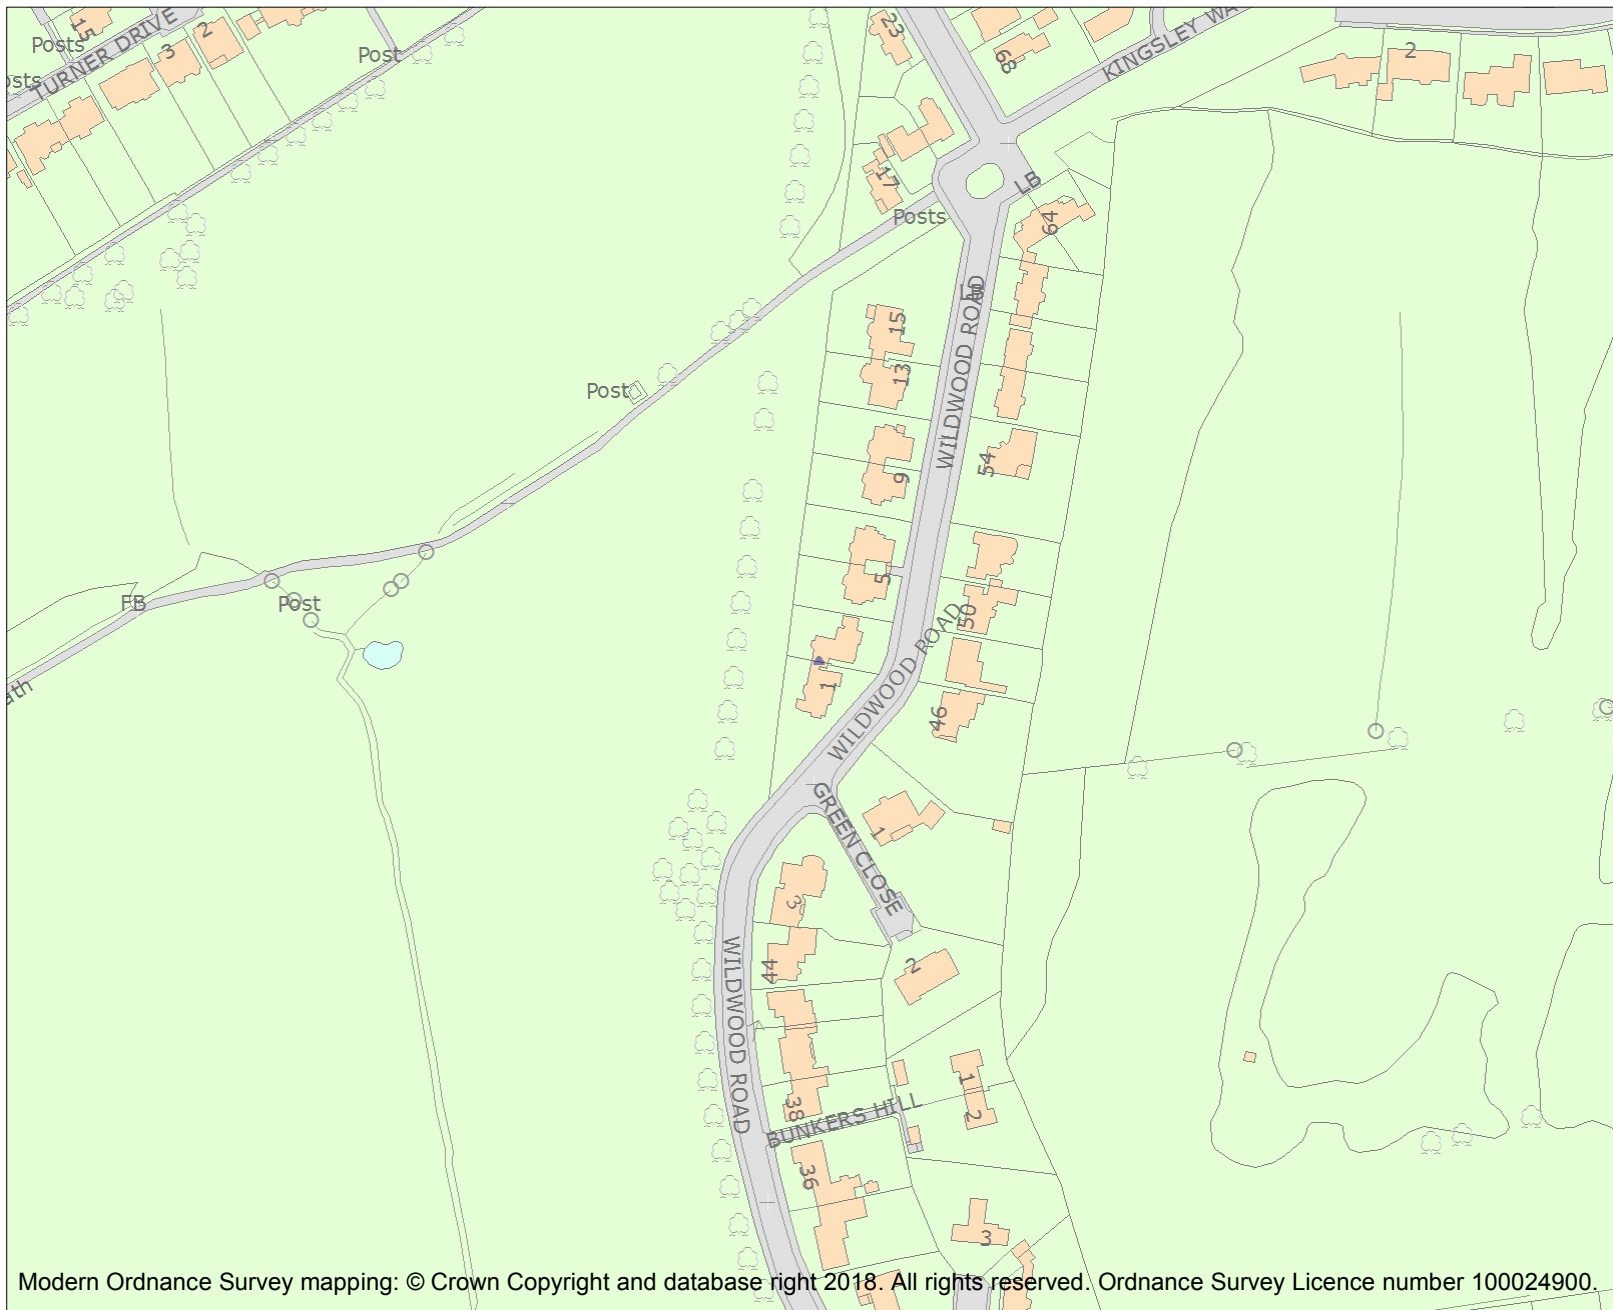 15
TURNER DRIVE
3
2
Posts
Post
23
68
KINGSLEY WA
2
17
LB
Posts
64
LB
WILDWOOD ROAD
15
13
Post
9
54
5
50
FB
Post
WILDWOOD ROAD
1
46
ath
GREEN CLOSE
1
3
44
2
WILDWOOD ROAD
1
2
38
BUNKERS HILL
36
3
Modern Ordnance Survey mapping: © Crown Copyright and database right 2018. All rights reserved. Ordnance Survey Licence number 100024900.